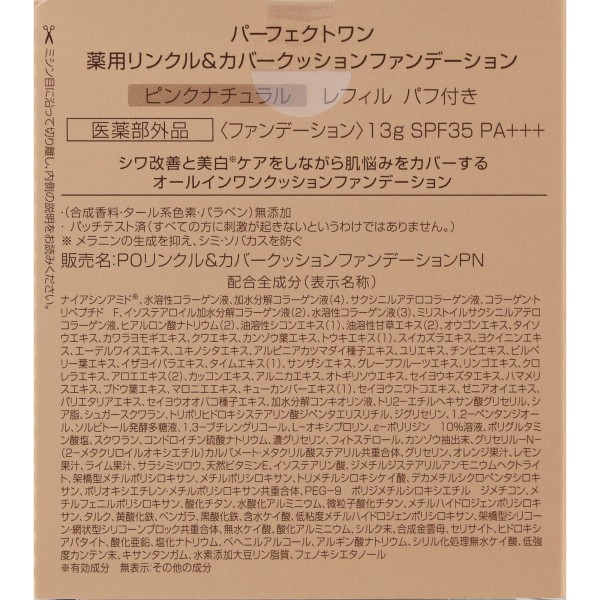 パーフェクトワン
薬用リンクル&カバークッションファンデーション
ピンクナチュラル レフィル パフ付き
医薬部外品 〈ファンデーション〉13g SPF35 PA+++
シワ改善と美白※ケアをしながら肌悩みをカバーする
オールインワンクッションファンデーション
・(合成香料・タール系色素・パラベン)無添加
・パッチテスト済(すべての方に刺激が起きないというわけではありません。)
※ メラニンの生成を抑え、シミ・ソバカスを防ぐ
販売名:POリンクル&カバークッションファンデーションPN
配合全成分(表示名称)
ナイアシンアミド※、水溶性コラーゲン液、加水分解コラーゲン液(4)、サクシニルアテロコラーゲン液、コラーゲント
リペプチド F、イソステアロイル加水分解コラーゲン液(2)、水溶性コラーゲン液(3)、ミリストイルサクシニルアテロ
コラーゲン液、ヒアルロン酸ナトリウム(2)、油溶性シコンエキス(1)、油溶性甘草エキス(2)、オウゴンエキス、タイソ
ウエキス、カワラヨモギエキス、クワエキス、カンゾウ葉エキス、トウキエキス(1)、スイカズラエキス、ヨクイニンエキ
ス、エーデルワイスエキス、ユキノシタエキス、アルピニアカツマダイ種子エキス、ユリエキス、チンピエキス、ビルベ
リー葉エキス、イザヨイバラエキス、タイムエキス(1)、サンザシエキス、グレープフルーツエキス、リンゴエキス、クロ
レラエキス、アロエエキス(2)、カッコンエキス、アルニカエキス、オトギリソウエキス、セイヨウキズタエキス、ハマメリ
スエキス、ブドウ葉エキス、マロニエエキス、キューカンバーエキス(1)、セイヨウニワトコエキス、ゼニアオイエキス、
パリエタリアエキス、セイヨウオオバコ種子エキス、加水分解コンキオリン液、トリ2-エチルヘキサン酸グリセリル、シ
ア脂、シュガースクワラン、トリポリヒドロキシステアリン酸ジペンタエリスリチル、ジグリセリン、1,2-ペンタンジオー
ル、ソルビトール発酵多糖液、1,3-ブチレングリコール、L-オキシプロリン、ε-ポリリジン 10%溶液、ポリグルタミ
ン酸塩、スクワラン、コンドロイチン硫酸ナトリウム、濃グリセリン、フィトステロール、カンゾウ抽出末、グリセリル-N-
(2-メタクリロイルオキシエチル)カルバメート・メタクリル酸ステアリル共重合体、グリセリン、オレンジ果汁、レモン
果汁、ライム果汁、サラシミツロウ、天然ビタミンE、イソステアリン酸、ジメチルジステアリルアンモニウムヘクトライ
ト、架橋型メチルポリシロキサン、メチルポリシロキサン、トリメチルシロキシケイ酸、デカメチルシクロペンタシロキ
サン、ポリオキシエチレン・メチルポリシロキサン共重合体、PEG-9 ポリジメチルシロキシエチル ジメチコン、メ
チルフェニルポリシロキサン、酸化チタン、水酸化アルミニウム、微粒子酸化チタン、メチルハイドロジェンポリシロキ
サン、タルク、黄酸化鉄、ベンガラ、黒酸化鉄、含水ケイ酸、低粘度メチルハイドロジェンポリシロキサン、架橋型シリコ
ーン・網状型シリコーンブロック共重合体、無水ケイ酸、酸化アルミニウム、シルク末、合成金雲母、セリサイト、ヒドロキシ
アパタイト、酸化亜鉛、塩化ナトリウム、ベヘニルアルコール、アルギン酸ナトリウム、シリル化処理無水ケイ酸、低強
度カンテン末、キサンタンガム、水素添加大豆リン脂質、フェノキシエタノール
※有効成分 無表示:その他の成分
ミシン目に沿って切り離し、内側の説明をお読みください。